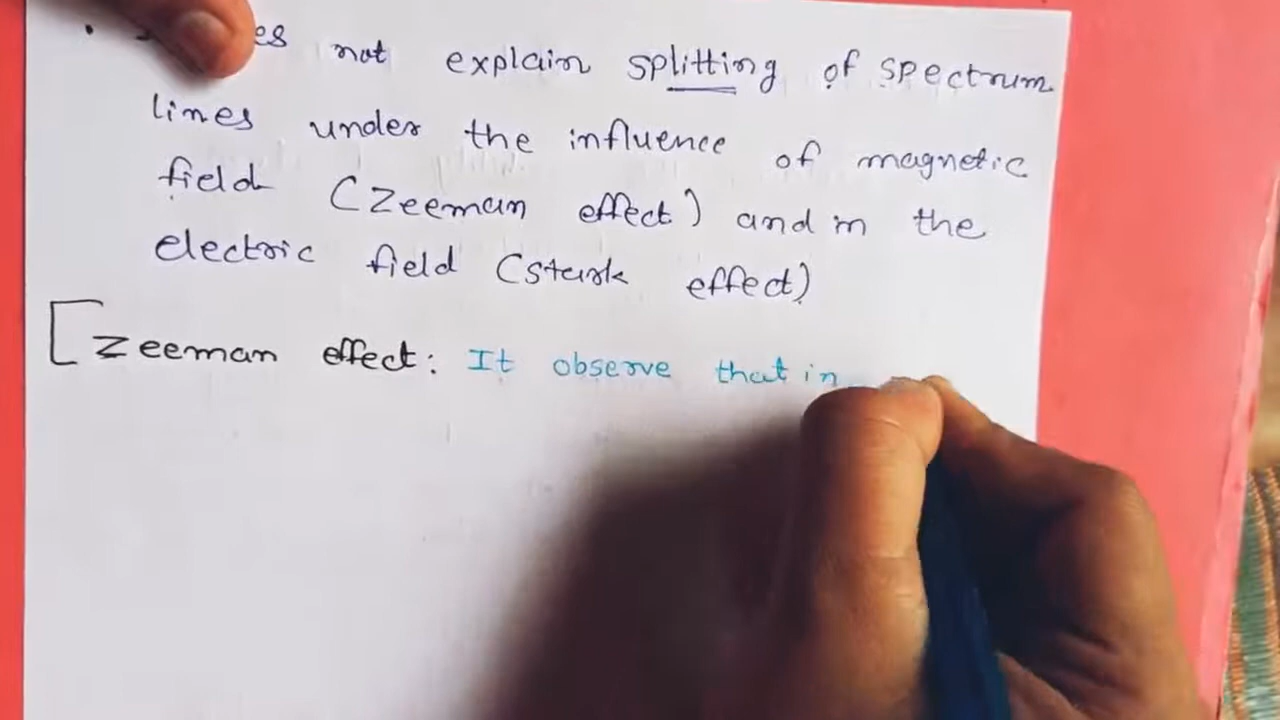 not explain splitting of spectrum
lines under the influence of magnetic
field (Zeeman effect) and in the
electric field (stark effect)
[Zeeman effect: It observe that in